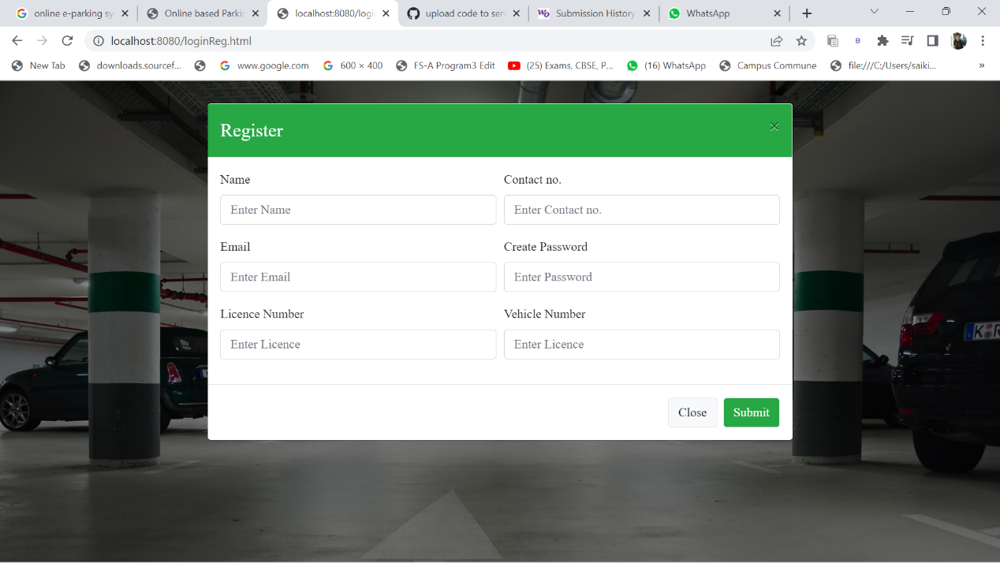 online e-parking sy
Online based Parkin
localhost:8080/logi
upload code to ser
Submission History
WhatsApp
localhost:8080/loginReg.html
New Tab
downloads.sourcef...
www.google.com
600 × 400
FS-A Program3 Edit
(25) Exams, CBSE, P...
(16) WhatsApp
Campus Commune
file:///C:/Users/saiki...
»
Register
×
Name
Contact no.
Enter Name
Enter Contact no.
Email
Create Password
Enter Email
Enter Password
Licence Number
Vehicle Number
Enter Licence
Enter Licence
Close
Submit